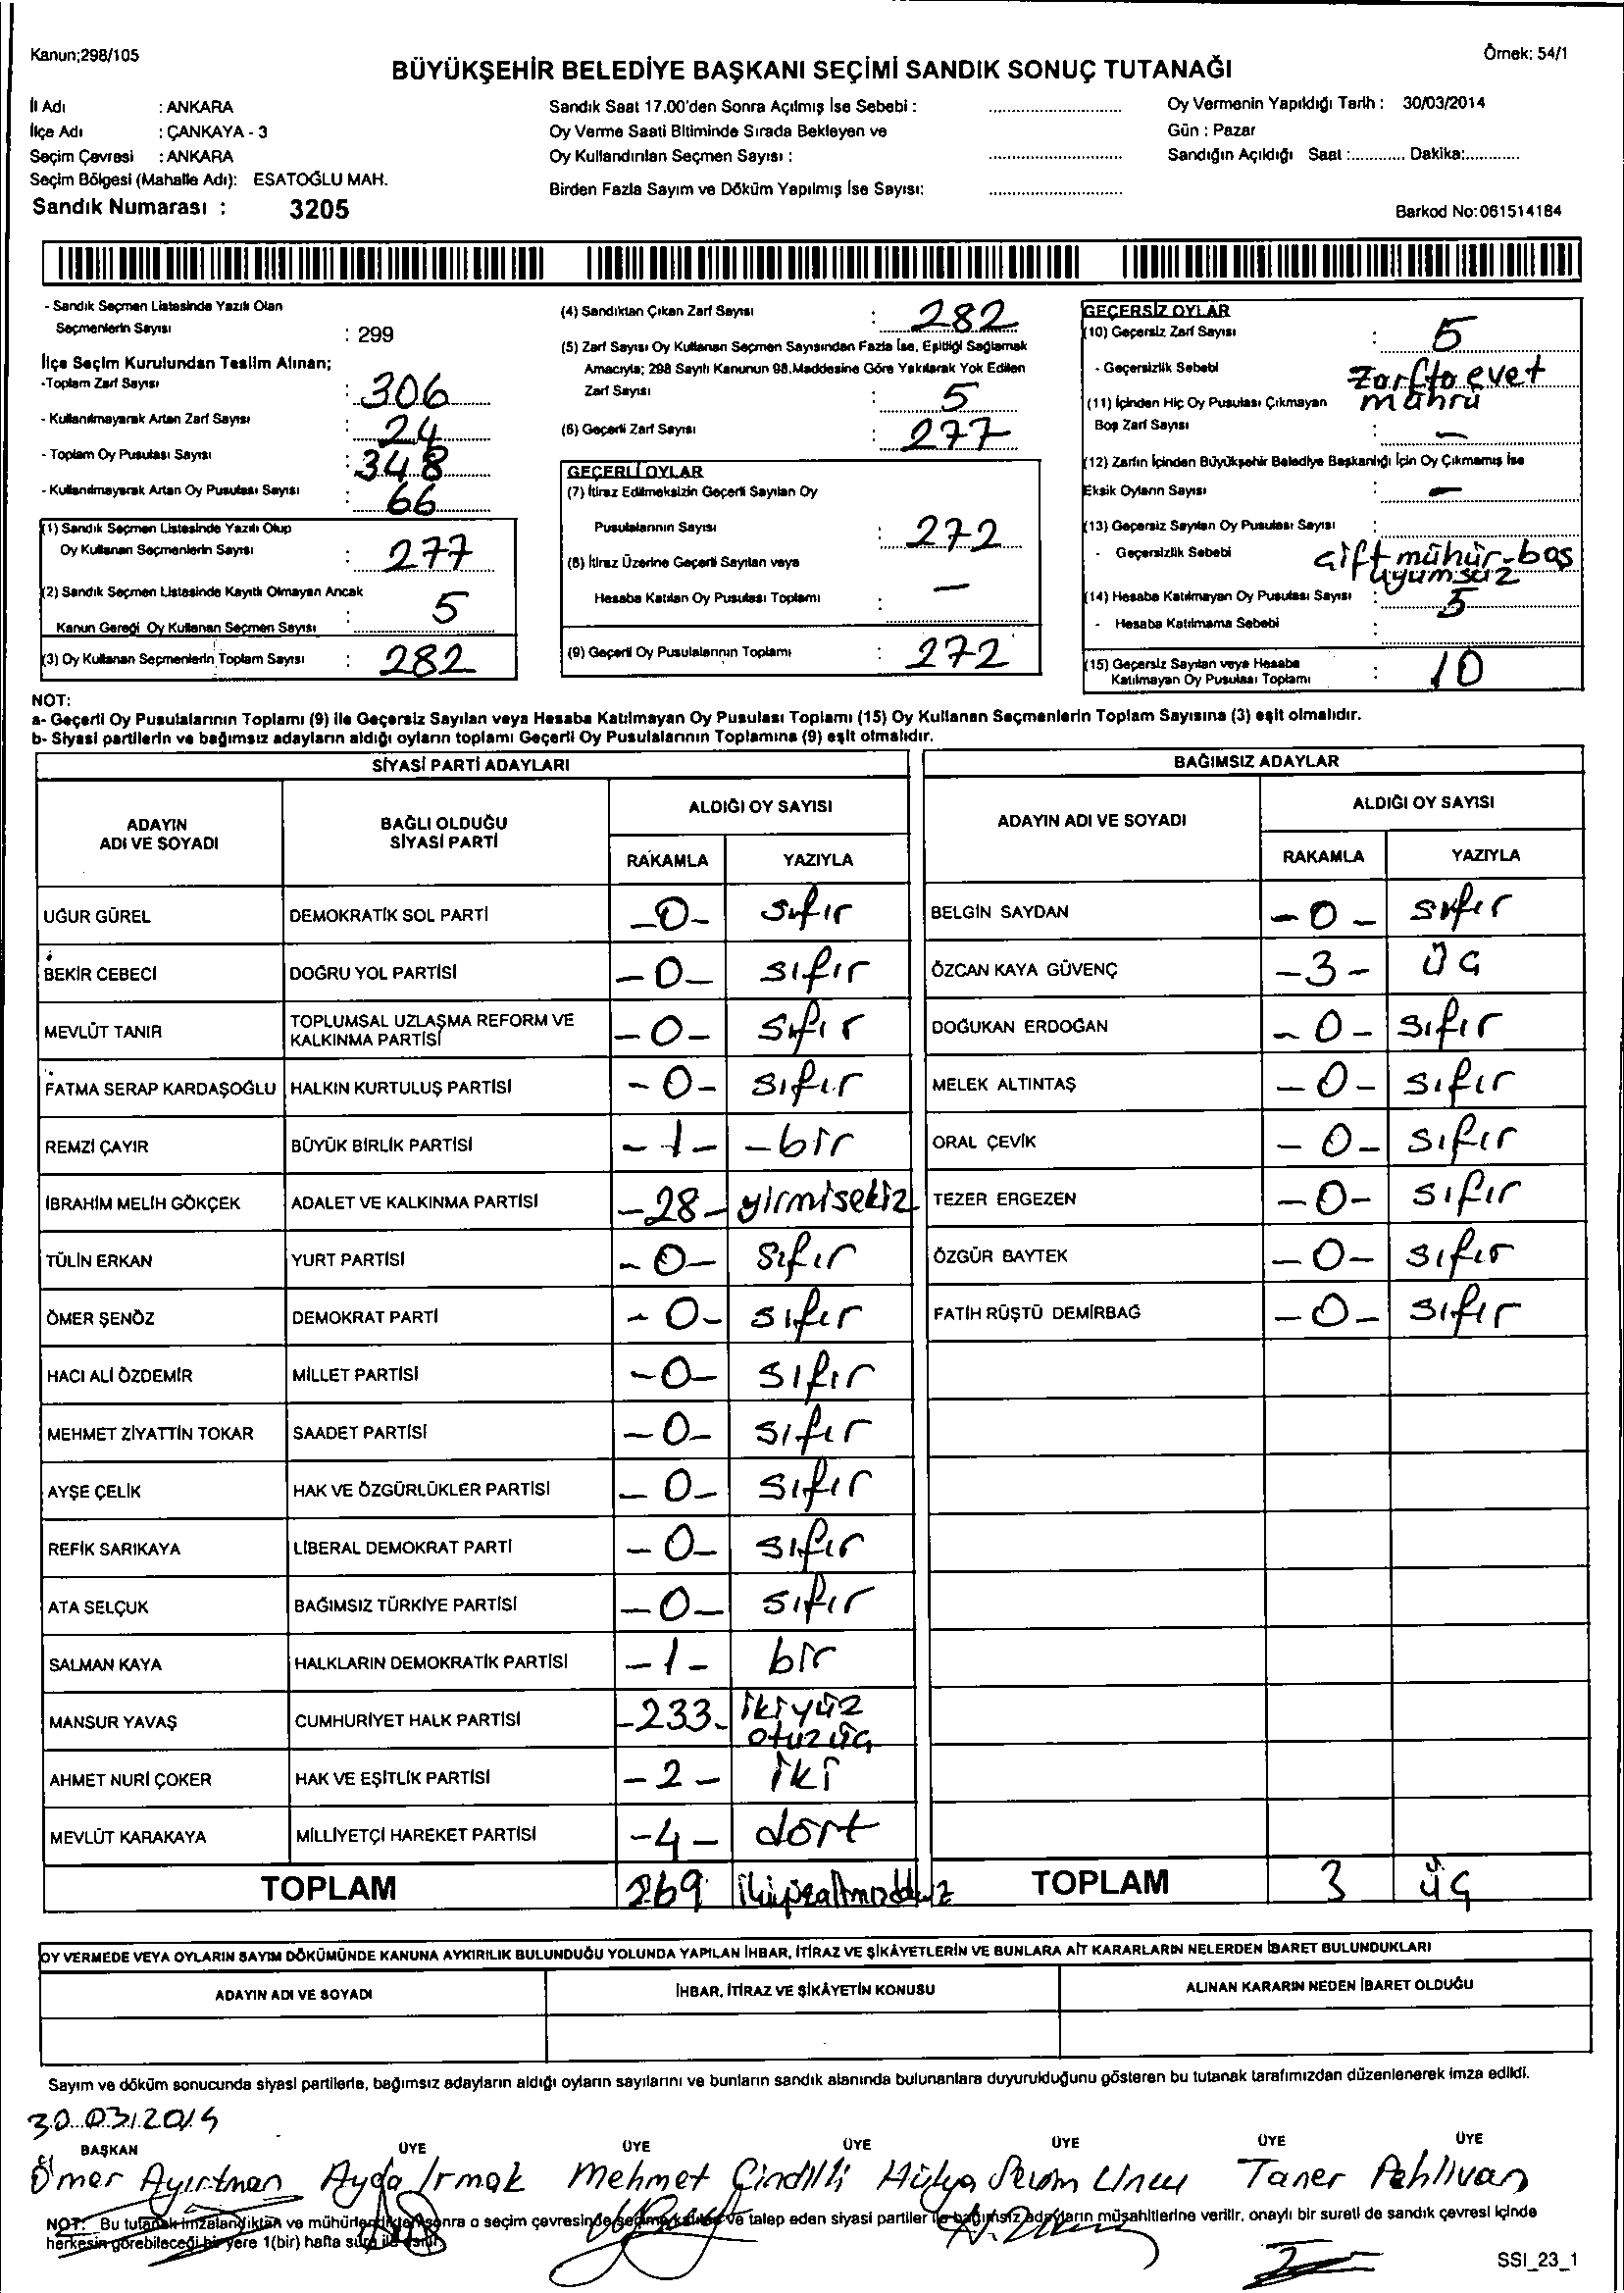 Kanun;298/105
Örnek: 54/1
BÜYÜKŞEHİR BELEDİYE BAŞKANI SEÇİMİ SANDIK SONUÇ TUTANAĞI
İl Adı : ANKARA
İlçe Adı : ÇANKAYA - 3
Seçim Çevresi : ANKARA
Seçim Bölgesi (Mahalle Adı): ESATOĞLU MAH.
Sandık Numarası : 3205
Sandık Saat 17.00'den Sonra Açılmış İse Sebebi : ............
Oy Verme Saati Bitiminde Sırada Bekleyen ve
Oy Kullandırılan Seçmen Sayısı : ............
Birden Fazla Sayım ve Döküm Yapılmış İse Sayısı: ............
Oy Vermenin Yapıldığı Tarih : 30/03/2014
Gün : Pazar
Sandığın Açıldığı Saat :............ Dakika:............
Barkod No:061514184
- Sandık Seçmen Listesinde Yazılı Olan
Seçmenlerin Sayısı : 299
İlçe Seçim Kurulundan Teslim Alınan;
-Toplam Zarf Sayısı : 306
- Kullanılmayarak Artan Zarf Sayısı : 24
- Toplam Oy Pusulası Sayısı : 348
- Kullanılmayarak Artan Oy Pusulası Sayısı : 66
(1) Sandık Seçmen Listesinde Yazılı Olup
Oy Kullanan Seçmenlerin Sayısı : 277
(2) Sandık Seçmen Listesinde Kayıtlı Olmayan Ancak
Kanun Gereği Oy Kullanan Seçmen Sayısı : 5
(3) Oy Kullanan Seçmenlerin Toplam Sayısı : 282
(4) Sandıktan Çıkan Zarf Sayısı : 282
(5) Zarf Sayısı Oy Kullanan Seçmen Sayısından Fazla İse, Eşitliği Sağlamak
Amacıyla; 298 Sayılı Kanunun 98.Maddesine Göre Yakılarak Yok Edilen
Zarf Sayısı : 5
(6) Geçerli Zarf Sayısı : 277
GEÇERLİ OYLAR
(7) İtiraz Edilmeksizin Geçerli Sayılan Oy
Pusulalarının Sayısı : 272
(8) İtiraz Üzerine Geçerli Sayılan veya
Hesaba Katılan Oy Pusulası Toplamı : –
(9) Geçerli Oy Pusulalarının Toplamı : 272
GEÇERSİZ OYLAR
(10) Geçersiz Zarf Sayısı : 5
- Geçersizlik Sebebi Zarfta evet
mührü
(11) İçinden Hiç Oy Pusulası Çıkmayan
Boş Zarf Sayısı : –
(12) Zarfın İçinden Büyükşehir Belediye Başkanlığı İçin Oy Çıkmamış İse
Eksik Oyların Sayısı : –
(13) Geçersiz Sayılan Oy Pusulası Sayısı :
- Geçersizlik Sebebi çift mühür-boş
uyumsuz
(14) Hesaba Katılmayan Oy Pusulası Sayısı : 5
- Hesaba Katılmama Sebebi :
(15) Geçersiz Sayılan veya Hesaba
Katılmayan Oy Pusulası Toplamı : 10
NOT:
a- Geçerli Oy Pusulalarının Toplamı (9) ile Geçersiz Sayılan veya Hesaba Katılmayan Oy Pusulası Toplamı (15) Oy Kullanan Seçmenlerin Toplam Sayısına (3) eşit olmalıdır.
b- Siyasi partilerin ve bağımsız adayların aldığı oyların toplamı Geçerli Oy Pusulalarının Toplamına (9) eşit olmalıdır.
SİYASİ PARTİ ADAYLARI
ADAYIN ADI VE SOYADI BAĞLI OLDUĞU SİYASİ PARTİ ALDIĞI OY SAYISI
RAKAMLA YAZIYLA
UĞUR GÜREL DEMOKRATİK SOL PARTİ -0- sıfır
BEKİR CEBECİ DOĞRU YOL PARTİSİ -0- sıfır
MEVLÜT TANIR TOPLUMSAL UZLAŞMA REFORM VE KALKINMA PARTİSİ -0- sıfır
FATMA SERAP KARDAŞOĞLU HALKIN KURTULUŞ PARTİSİ -0- sıfır
REMZİ ÇAYIR BÜYÜK BİRLİK PARTİSİ -1- -bir
İBRAHİM MELİH GÖKÇEK ADALET VE KALKINMA PARTİSİ -28- yirmisekiz
TÜLİN ERKAN YURT PARTİSİ -0- sıfır
ÖMER ŞENÖZ DEMOKRAT PARTİ -0- sıfır
HACI ALİ ÖZDEMİR MİLLET PARTİSİ -0- sıfır
MEHMET ZİYATTİN TOKAR SAADET PARTİSİ -0- sıfır
AYŞE ÇELİK HAK VE ÖZGÜRLÜKLER PARTİSİ -0- sıfır
REFİK SARIKAYA LİBERAL DEMOKRAT PARTİ -0- sıfır
ATA SELÇUK BAĞIMSIZ TÜRKİYE PARTİSİ -0- sıfır
SALMAN KAYA HALKLARIN DEMOKRATİK PARTİSİ -1- bir
MANSUR YAVAŞ CUMHURİYET HALK PARTİSİ -233- ikiyüz otuzüç
AHMET NURİ ÇOKER HAK VE EŞİTLİK PARTİSİ -2- iki
MEVLÜT KARAKAYA MİLLİYETÇİ HAREKET PARTİSİ -4- dört
TOPLAM 269
BAĞIMSIZ ADAYLAR
ADAYIN ADI VE SOYADI ALDIĞI OY SAYISI
RAKAMLA YAZIYLA
BELGİN SAYDAN -0- sıfır
ÖZCAN KAYA GÜVENÇ -3- üç
DOĞUKAN ERDOĞAN -0- sıfır
MELEK ALTINTAŞ -0- sıfır
ORAL ÇEVİK -0- sıfır
TEZER ERGEZEN -0- sıfır
ÖZGÜR BAYTEK -0- sıfır
FATİH RÜŞTÜ DEMİRBAĞ -0- sıfır
TOPLAM 3 üç
OY VERMEDE VEYA OYLARIN SAYIM DÖKÜMÜNDE KANUNA AYKIRILIK BULUNDUĞU YOLUNDA YAPILAN İHBAR, İTİRAZ VE ŞİKÂYETLERİN VE BUNLARA AİT KARARLARIN NELERDEN İBARET BULUNDUKLARI
ADAYIN ADI VE SOYADI İHBAR, İTİRAZ VE ŞİKÂYETİN KONUSU ALINAN KARARIN NEDEN İBARET OLDUĞU
Sayım ve döküm sonucunda siyasi partilerle, bağımsız adayların aldığı oyların sayılarını ve bunların sandık alanında bulunanlara duyurulduğunu gösteren bu tutanak tarafımızdan düzenlenerek imza edildi.
30.03.2014
BAŞKAN ÜYE ÜYE ÜYE ÜYE ÜYE ÜYE
Ömer Ayırtman Ayda Irmak Mehmet Çindilli Hülya Taner Pehlivan
NOT: Bu tutanak imzalandıktan ve mühürlendikten sonra o seçim çevresinde seçime katılan ve talep eden siyasi partiler ile bağımsız adayların müşahitlerine verilir, onaylı bir sureti de sandık çevresi içinde
herkesin görebileceği bir yere 1(bir) hafta süre ile asılır.
SSI_23_1